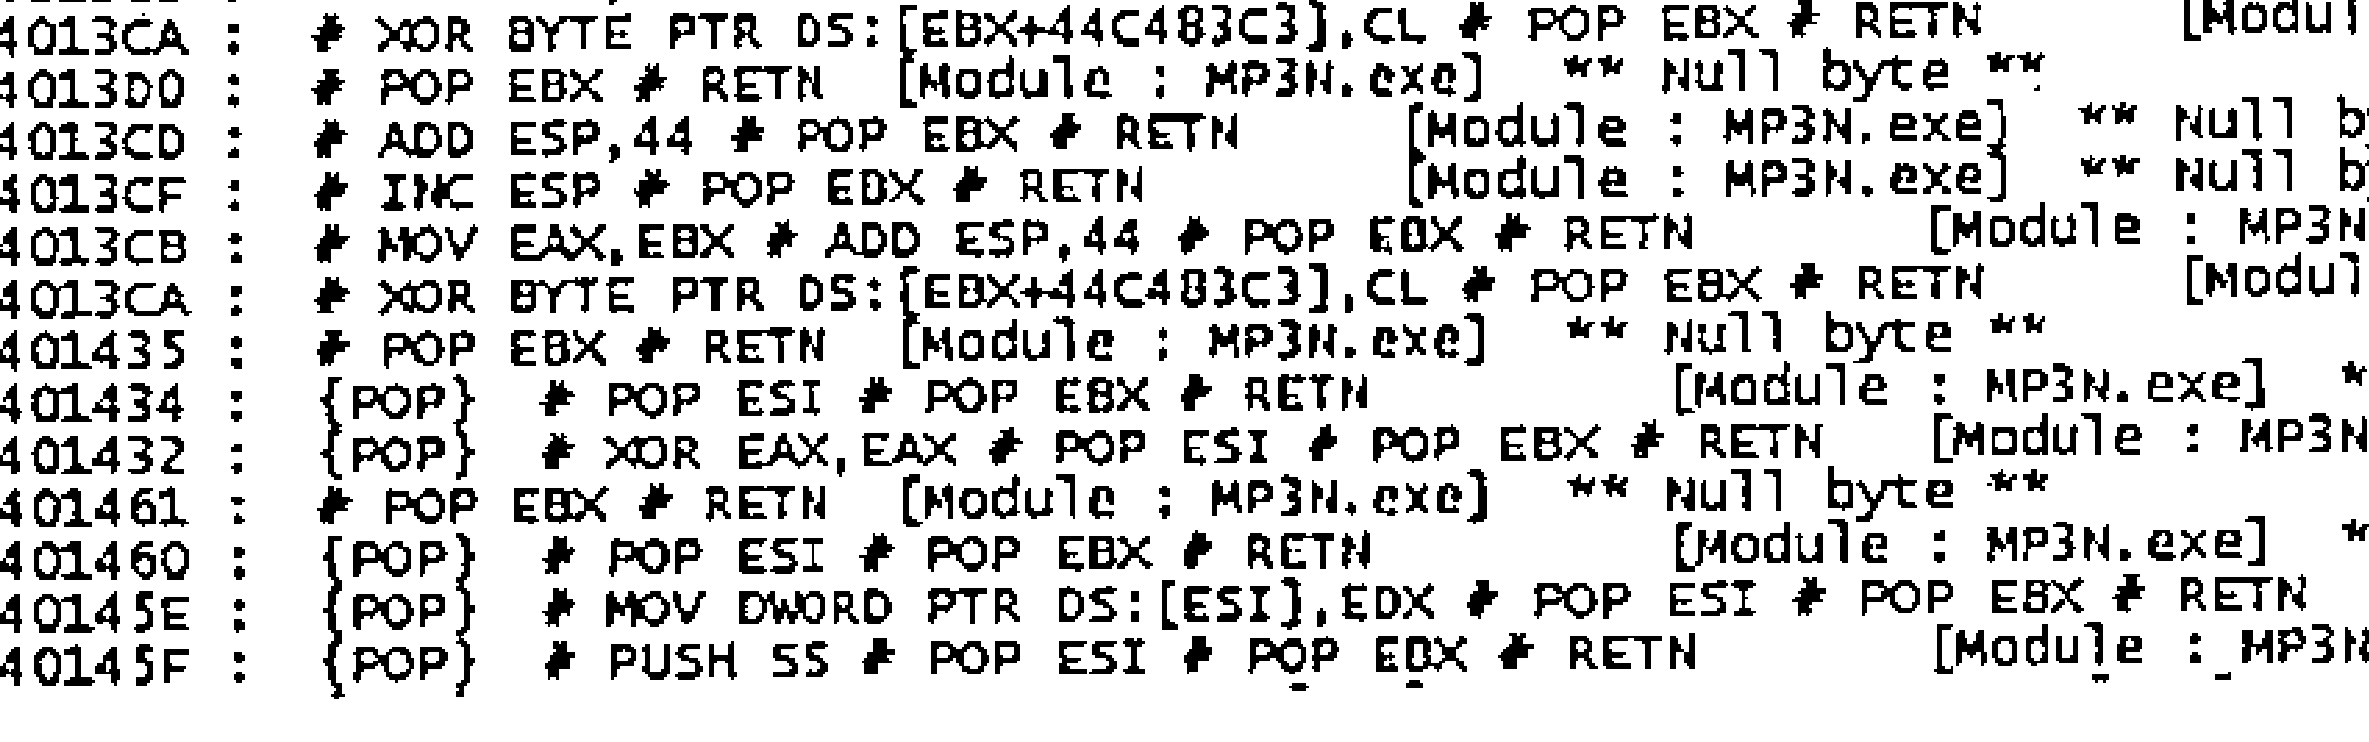 4013CA : # XOR BYTE PTR DS:[EBX+44C483C3],CL # POP EBX # RETN [Modul
4013D0 : # POP EBX # RETN [Module : MP3N.exe] ** Null byte **
4013CD : # ADD ESP,44 # POP EBX # RETN [Module : MP3N.exe] ** Null by
4013CF : # INC ESP # POP EBX # RETN [Module : MP3N.exe] ** Null by
4013CB : # MOV EAX,EBX # ADD ESP,44 # POP EBX # RETN [Module : MP3N
4013CA : # XOR BYTE PTR DS:[EBX+44C483C3],CL # POP EBX # RETN [Modul
401435 : # POP EBX # RETN [Module : MP3N.exe] ** Null byte **
401434 : {POP} # POP ESI # POP EBX # RETN [Module : MP3N.exe] *
401432 : {POP} # XOR EAX,EAX # POP ESI # POP EBX # RETN [Module : MP3N
401461 : # POP EBX # RETN [Module : MP3N.exe] ** Null byte **
401460 : {POP} # POP ESI # POP EBX # RETN [Module : MP3N.exe] *
40145E : {POP} # MOV DWORD PTR DS:[ESI],EDX # POP ESI # POP EBX # RETN
40145F : {POP} # PUSH SS # POP ESI # POP EBX # RETN [Module : MP3N